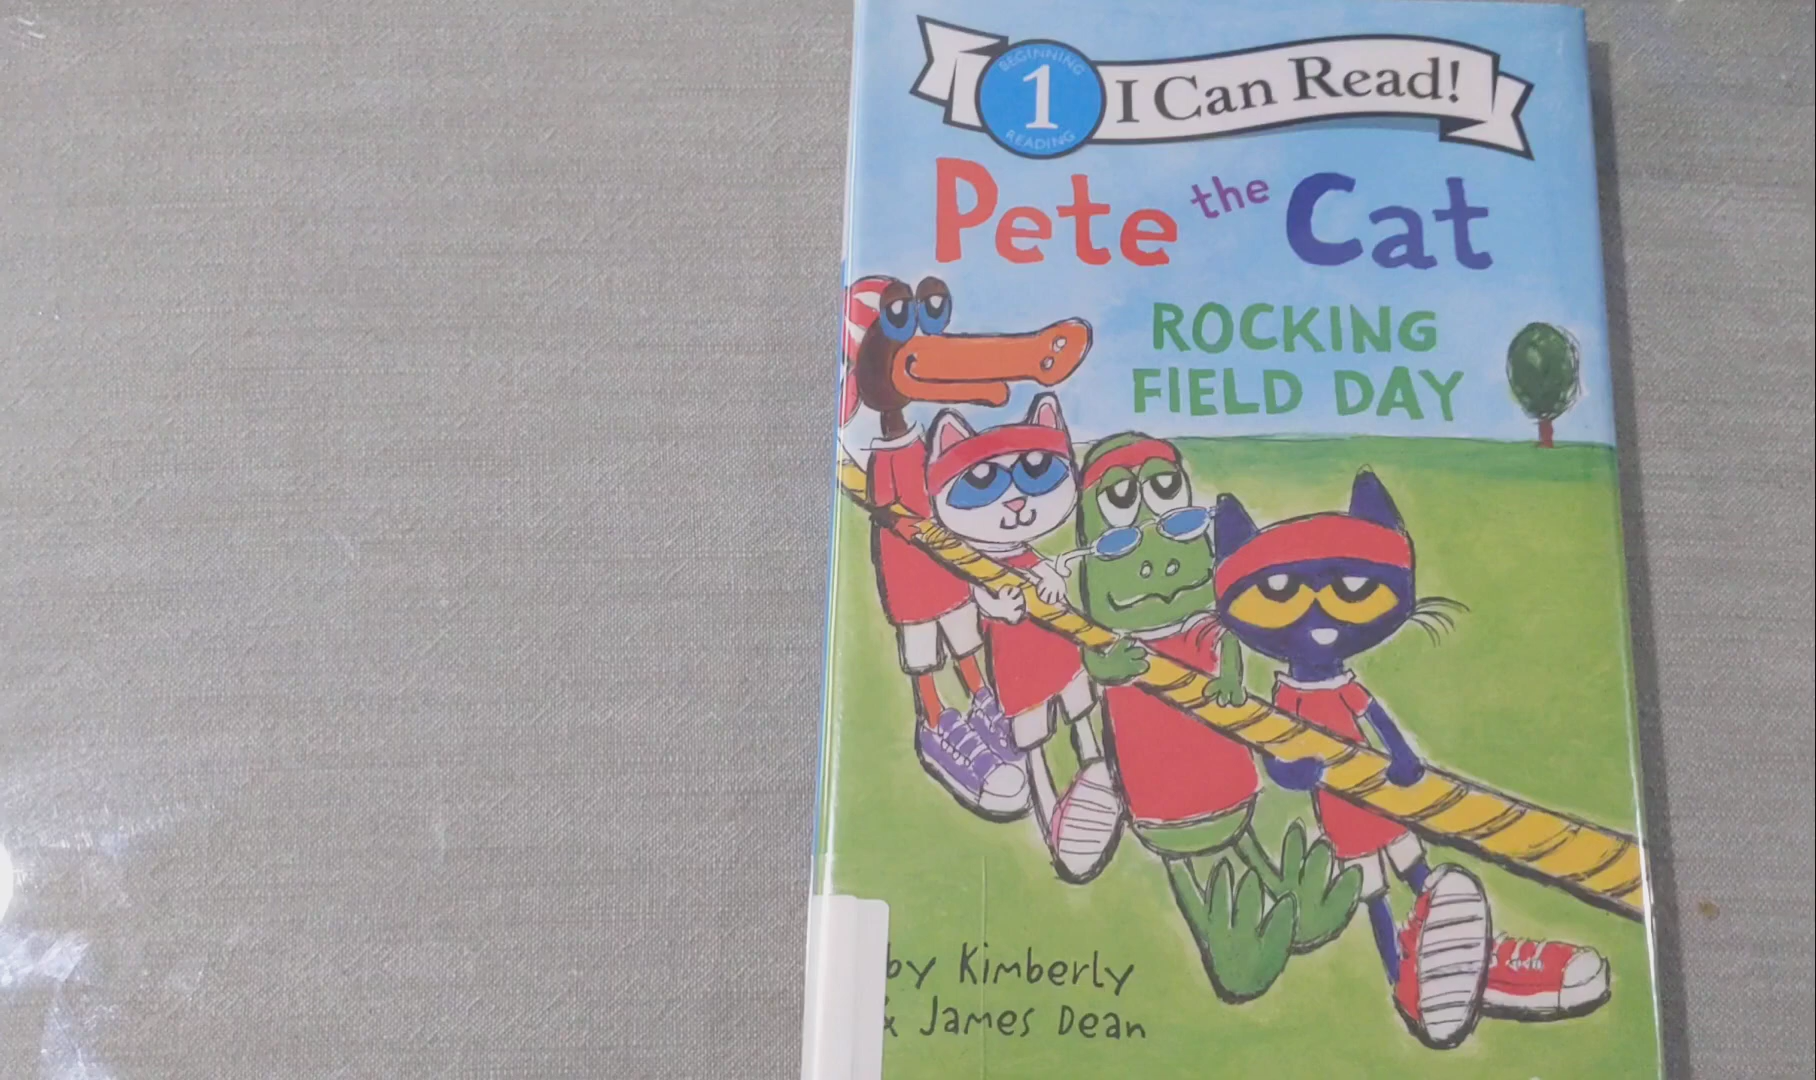 BEGINNING
1
READING
I Can Read!
Pete the Cat
ROCKING
FIELD DAY
by Kimberly
& James Dean